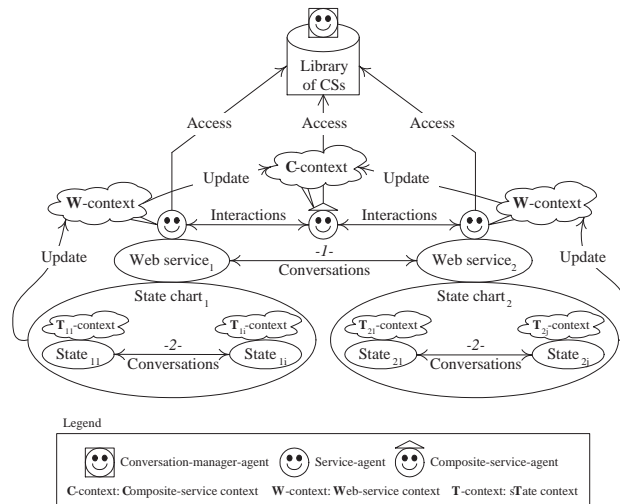 Library
of CSs
Access
Access
Access
C-context
Update
Update
W-context
W-context
Interactions
Interactions
Update
Update
Web service1
-1-
Conversations
Web service2
State chart1
State chart2
T11-context
T1i-context
T21-context
T2j-context
State11
-2-
Conversations
State1i
State21
-2-
Conversations
State2j
Legend
Conversation-manager-agent
Service-agent
Composite-service-agent
C-context: Composite-service context W-context: Web-service context T-context: sTate context